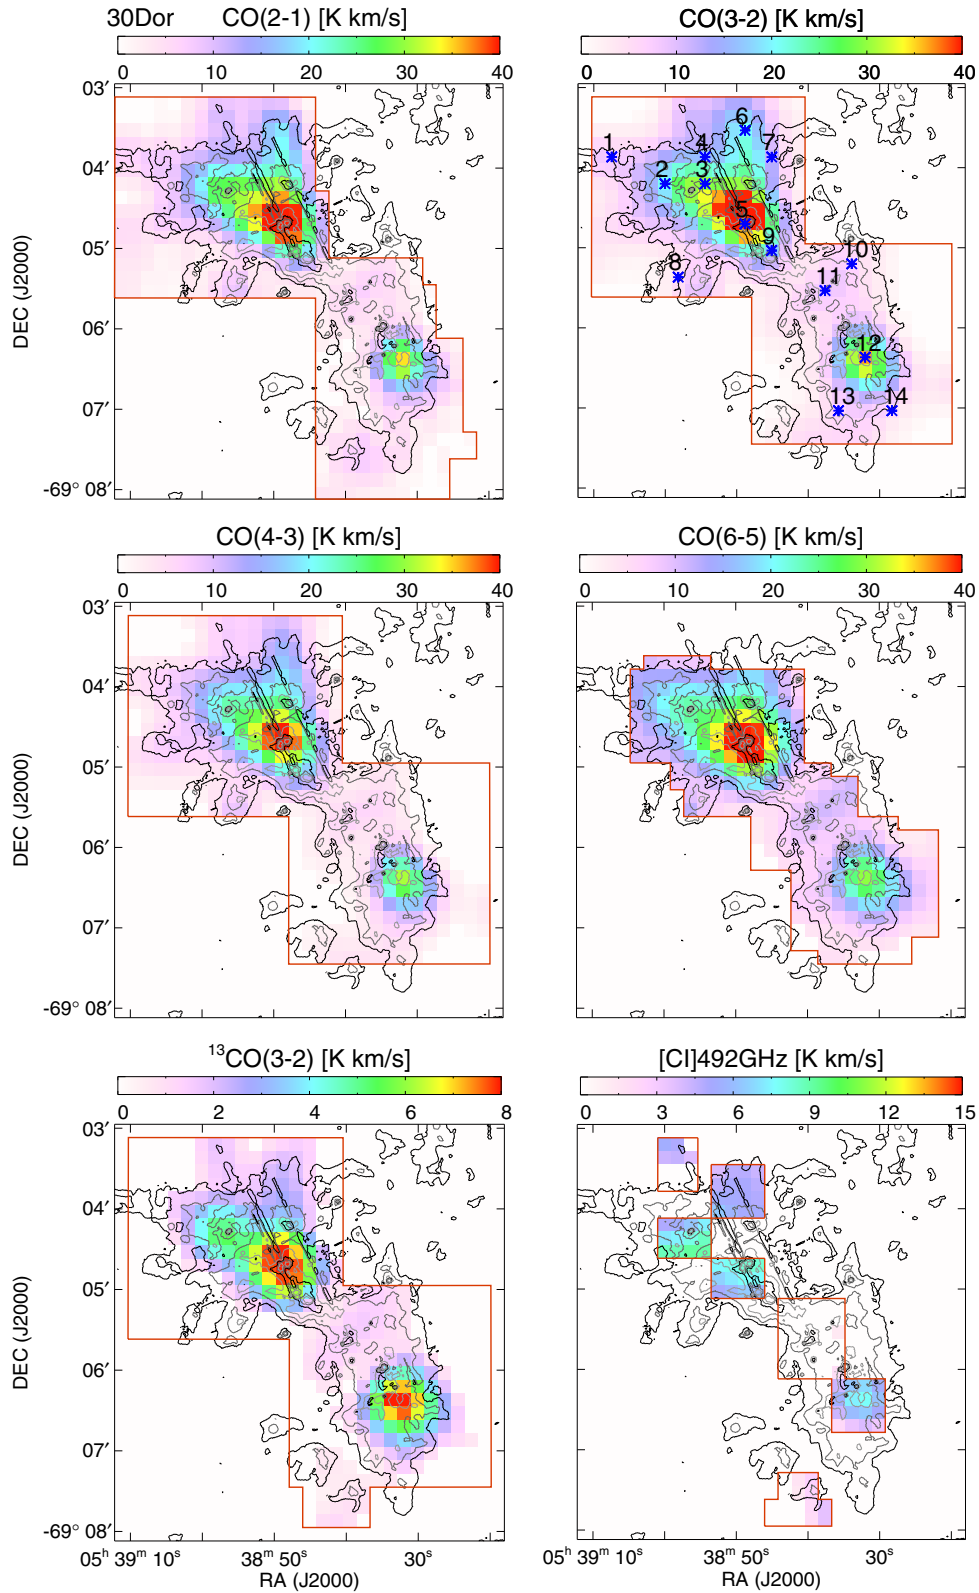 30Dor CO(2-1) [K km/s]
0 10 20 30 40
03′
04′
05′
06′
07′
-69° 08′
DEC (J2000)
CO(3-2) [K km/s]
0 10 20 30 40
1
2
3
4
5
6
7
8
9
10
11
12
13
14
CO(4-3) [K km/s]
0 10 20 30 40
03′
04′
05′
06′
07′
-69° 08′
DEC (J2000)
CO(6-5) [K km/s]
0 10 20 30 40
¹³CO(3-2) [K km/s]
0 2 4 6 8
03′
04′
05′
06′
07′
-69° 08′
DEC (J2000)
05ʰ 39ᵐ 10ˢ 38ᵐ 50ˢ 30ˢ
RA (J2000)
[CI]492GHz [K km/s]
0 3 6 9 12 15
05ʰ 39ᵐ 10ˢ 38ᵐ 50ˢ 30ˢ
RA (J2000)